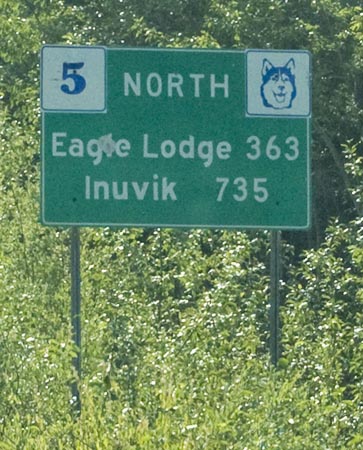 5 NORTH
Eagle Lodge 363
Inuvik 735